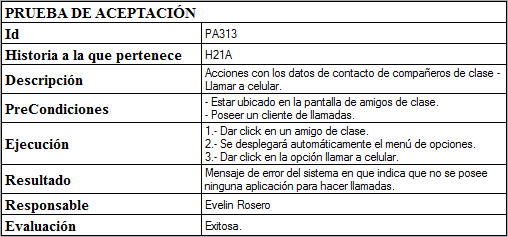 PRUEBA DE ACEPTACIÓN
Id PA313
Historia a la que pertenece H21A
Descripción Acciones con los datos de contacto de compañeros de clase -
Llamar a celular.
PreCondiciones - Estar ubicado en la pantalla de amigos de clase.
- Poseer un cliente de llamadas.
Ejecución 1.- Dar click en un amigo de clase.
2.- Se desplegará automáticamente el menú de opciones.
3.- Dar click en la opción llamar a celular.
Resultado Mensaje de error del sistema en que indica que no se posee
ninguna aplicación para hacer llamadas.
Responsable Evelin Rosero
Evaluación Exitosa.